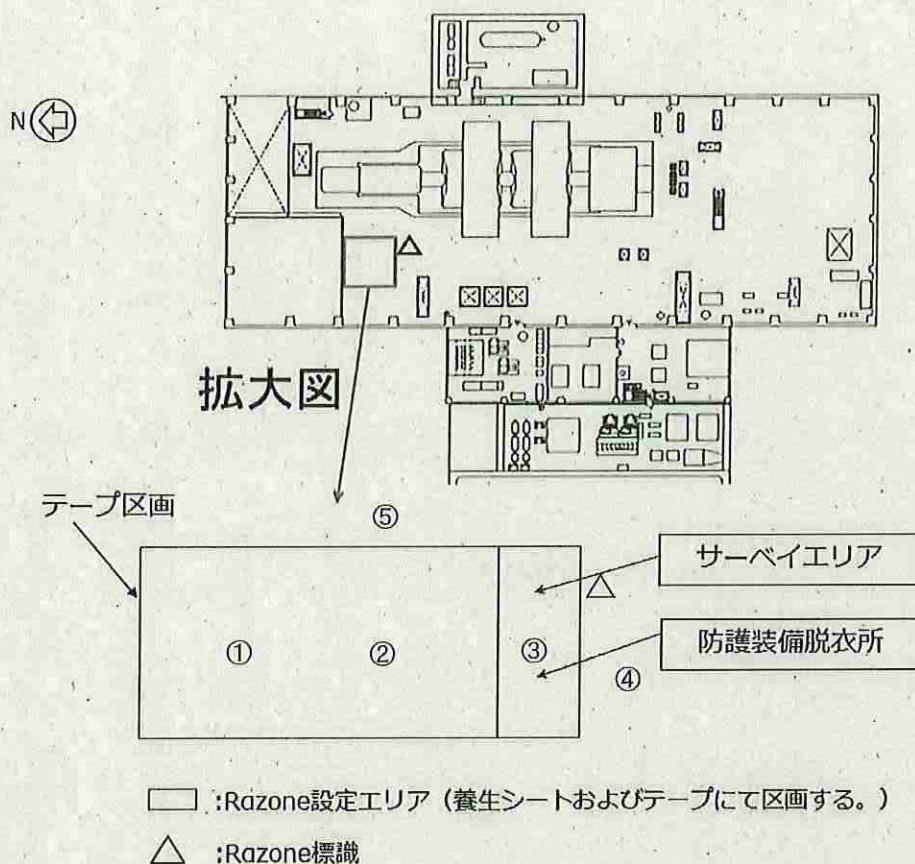 N
拡大図
テープ区画
⑤
サーベイエリア
① ② ③
防護装備脱衣所
④
:Razone設定エリア（養生シートおよびテープにて区画する。）
:Razone標識